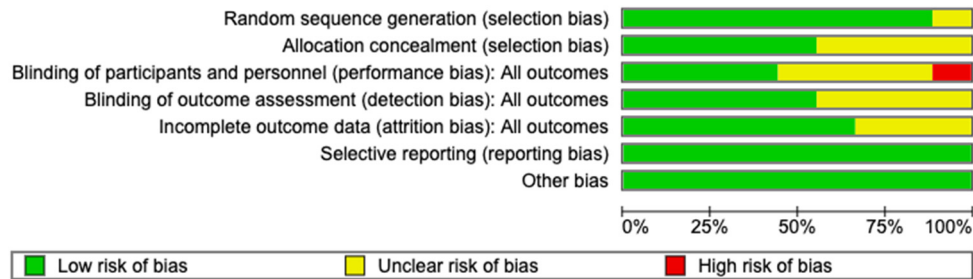 Random sequence generation (selection bias)
Allocation concealment (selection bias)
Blinding of participants and personnel (performance bias): All outcomes
Blinding of outcome assessment (detection bias): All outcomes
Incomplete outcome data (attrition bias): All outcomes
Selective reporting (reporting bias)
Other bias
0% 25% 50% 75% 100%
Low risk of bias Unclear risk of bias High risk of bias